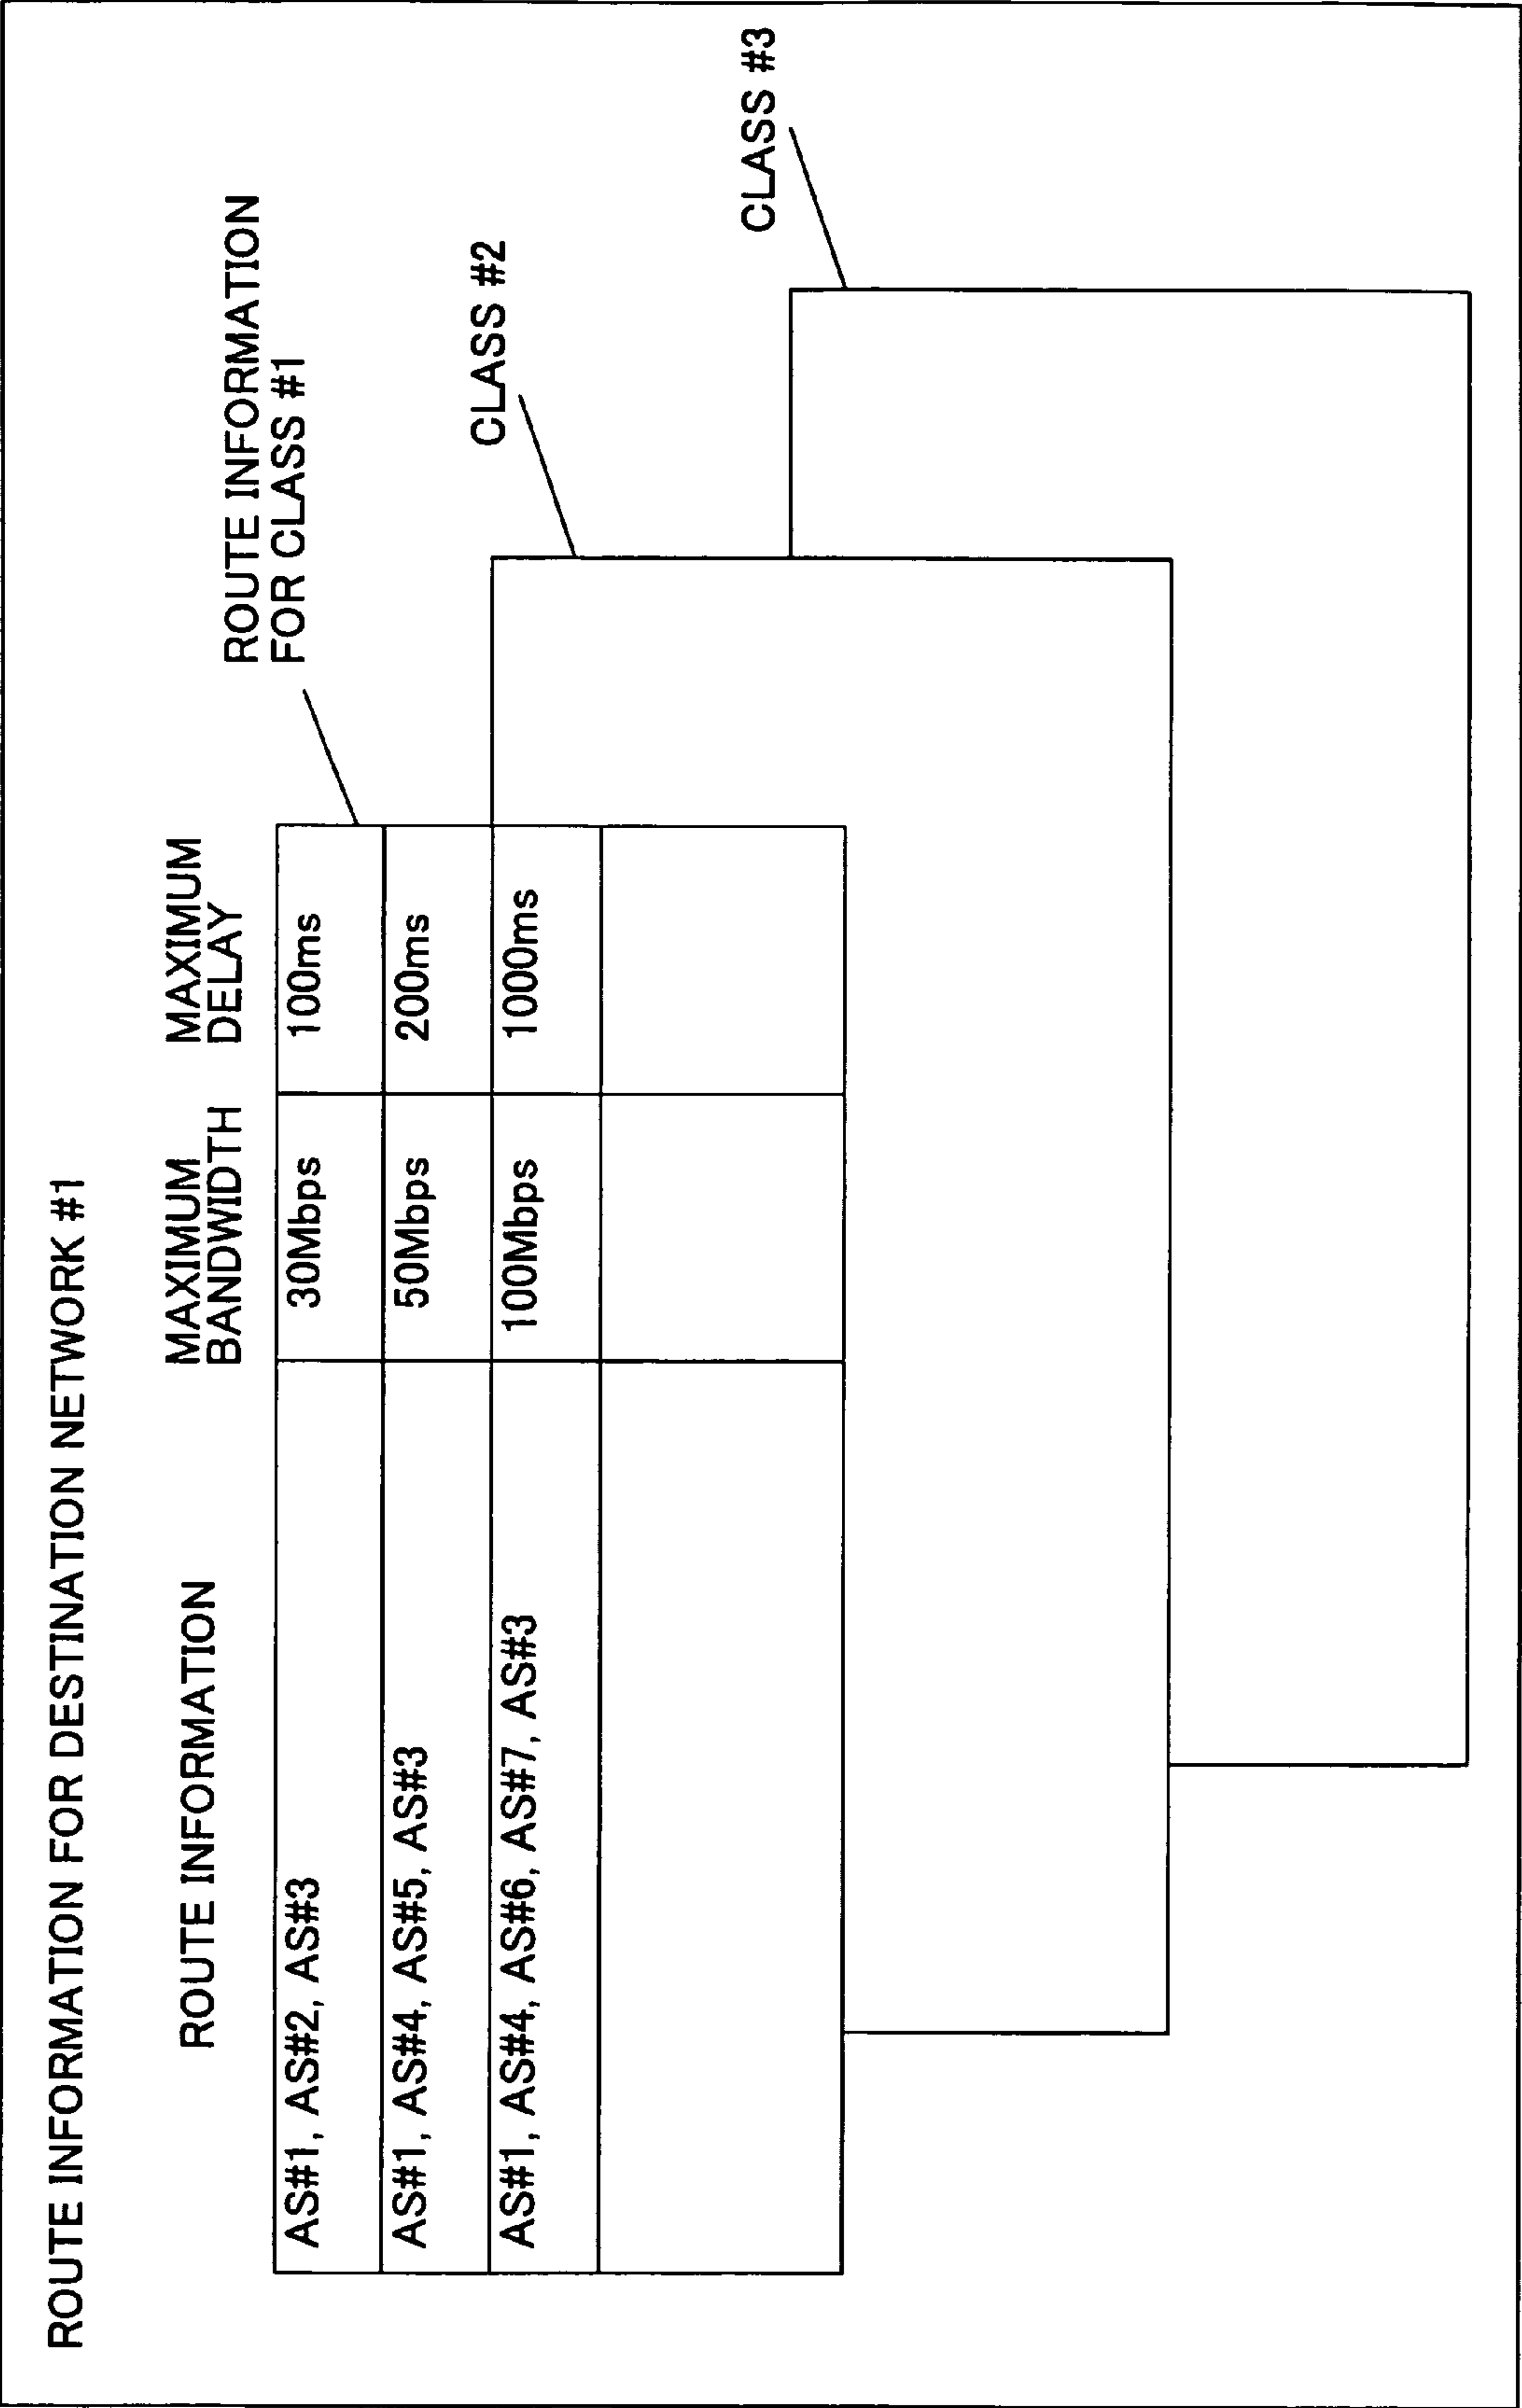 ROUTE INFORMATION FOR DESTINATION NETWORK #1
ROUTE INFORMATION
MAXIMUM
BANDWIDTH
MAXIMUM
DELAY
ROUTE INFORMATION
FOR CLASS #1
AS#1, AS#2, AS#3
30Mbps
100ms
AS#1, AS#4, AS#5, AS#3
50Mbps
200ms
AS#1, AS#4, AS#6, AS#7, AS#3
100Mbps
1000ms
CLASS #2
CLASS #3